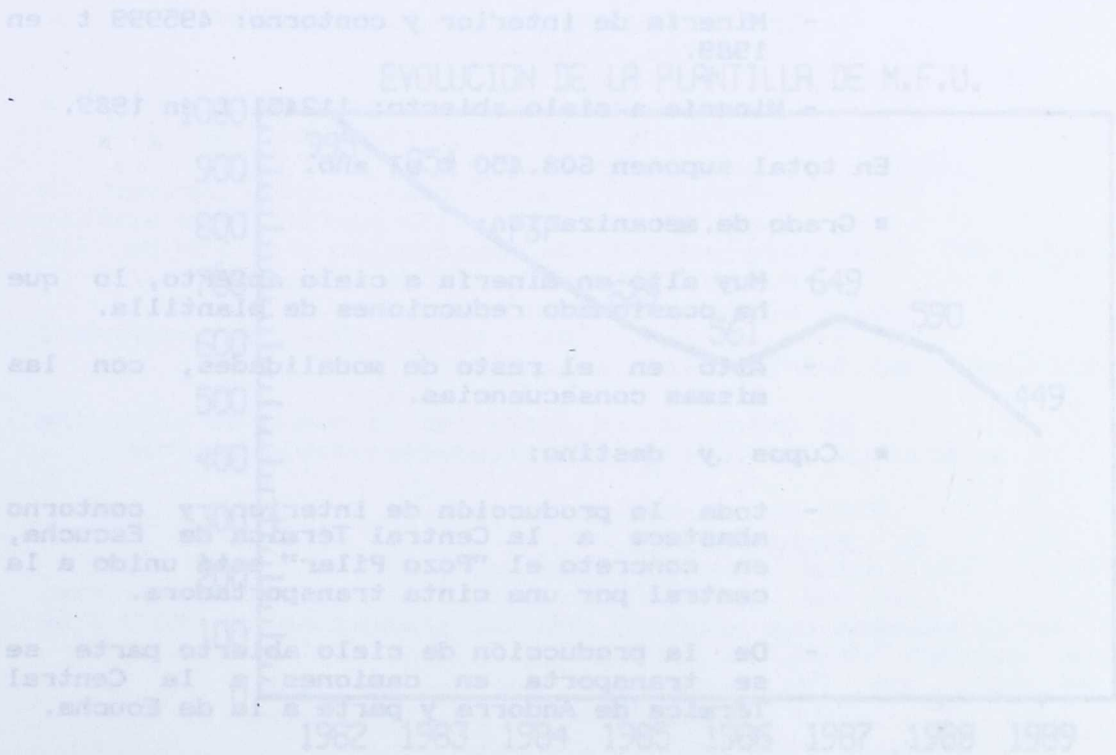 EVOLUCION DE LA PLANTILLA DE M.F.U.
1000
900
800
600
500
400
100
0
649
590
561
449
1962 1983 1984 1985 1986 1987 1988 1989
- Minería de interior y contorno: 495999 t en
1989.
- Minería a cielo abierto: t en 1989.
En total suponen 608.450 t año.
Grado de mecanización:
- Muy alto en minería a cielo abierto, lo que
ha ocasionado reducciones de plantilla.
- Alto en el resto de modalidades, con las
mismas consecuencias.
Cupos y destino:
- toda la producción de interior y contorno
abastece a la Central Térmica de Escucha,
en concreto el "Pozo Pilar" está unido a la
central por una cinta transportadora.
- De la producción de cielo abierto parte se
se transporta en camiones a la Central
Térmica de Andorra y parte a la de Escucha.